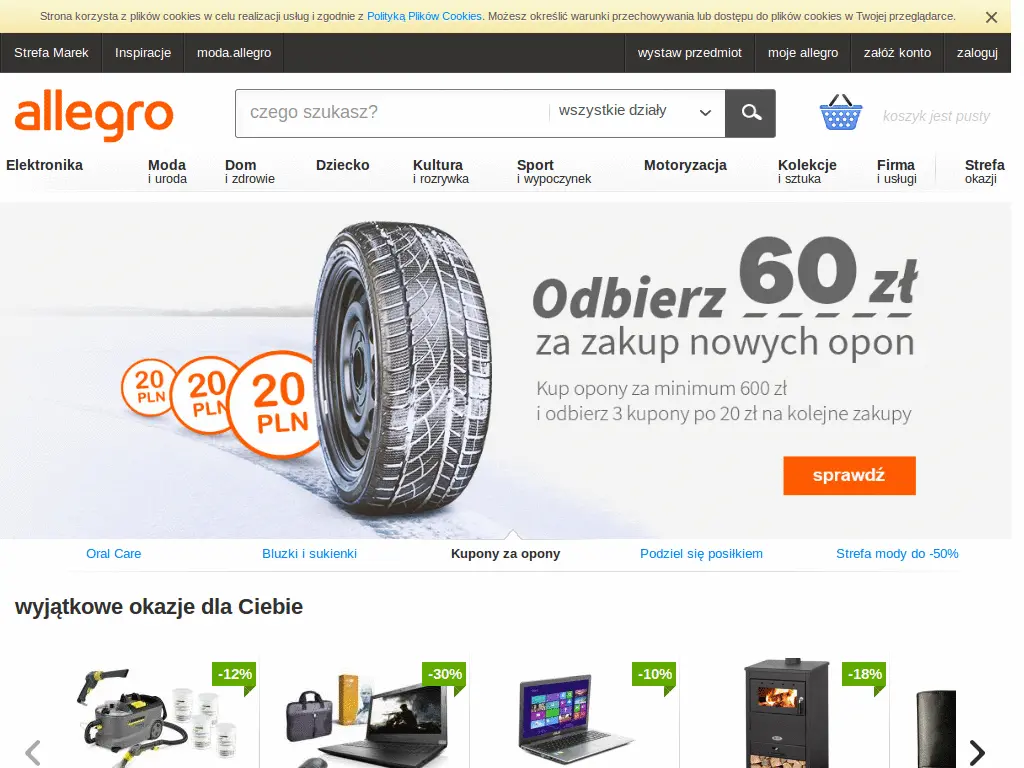 Strona korzysta z plików cookies w celu realizacji usług i zgodnie z Polityką Plików Cookies. Możesz określić warunki przechowywania lub dostępu do plików cookies w Twojej przeglądarce.
Strefa Marek Inspiracje moda.allegro wystaw przedmiot moje allegro załóż konto zaloguj
allegro czego szukasz? wszystkie działy koszyk jest pusty
Elektronika Moda Dom Dziecko Kultura Sport Motoryzacja Kolekcje Firma Strefa
i uroda i zdrowie i rozrywka i wypoczynek i sztuka i usługi okazji
Odbierz 60 zł
za zakup nowych opon
Kup opony za minimum 600 zł
i odbierz 3 kupony po 20 zł na kolejne zakupy
20 20 20
PLN PLN PLN
sprawdź
Oral Care Bluzki i sukienki Kupony za opony Podziel się posiłkiem Strefa mody do -50%
wyjątkowe okazje dla Ciebie
-12% -30% -10% -18%